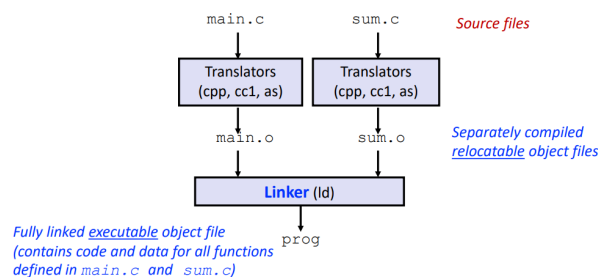 main.c
sum.c
Source files
Translators
(cpp, cc1, as)
Translators
(cpp, cc1, as)
main.o
sum.o
Separately compiled
relocatable object files
Linker (ld)
Fully linked executable object file
(contains code and data for all functions
defined in main.c and sum.c)
prog